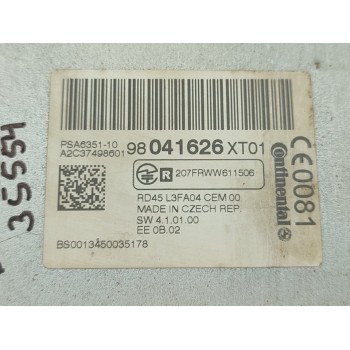 PSA6351-10
A2C37498601
98 041626 XT01
R 207FRWW611506
RD45 L3FA04 CEM 00
MADE IN CZECH REP.
SW 4.1.01.00
EE 0B.02
BS0013450035178
CE0081
Continental
35554